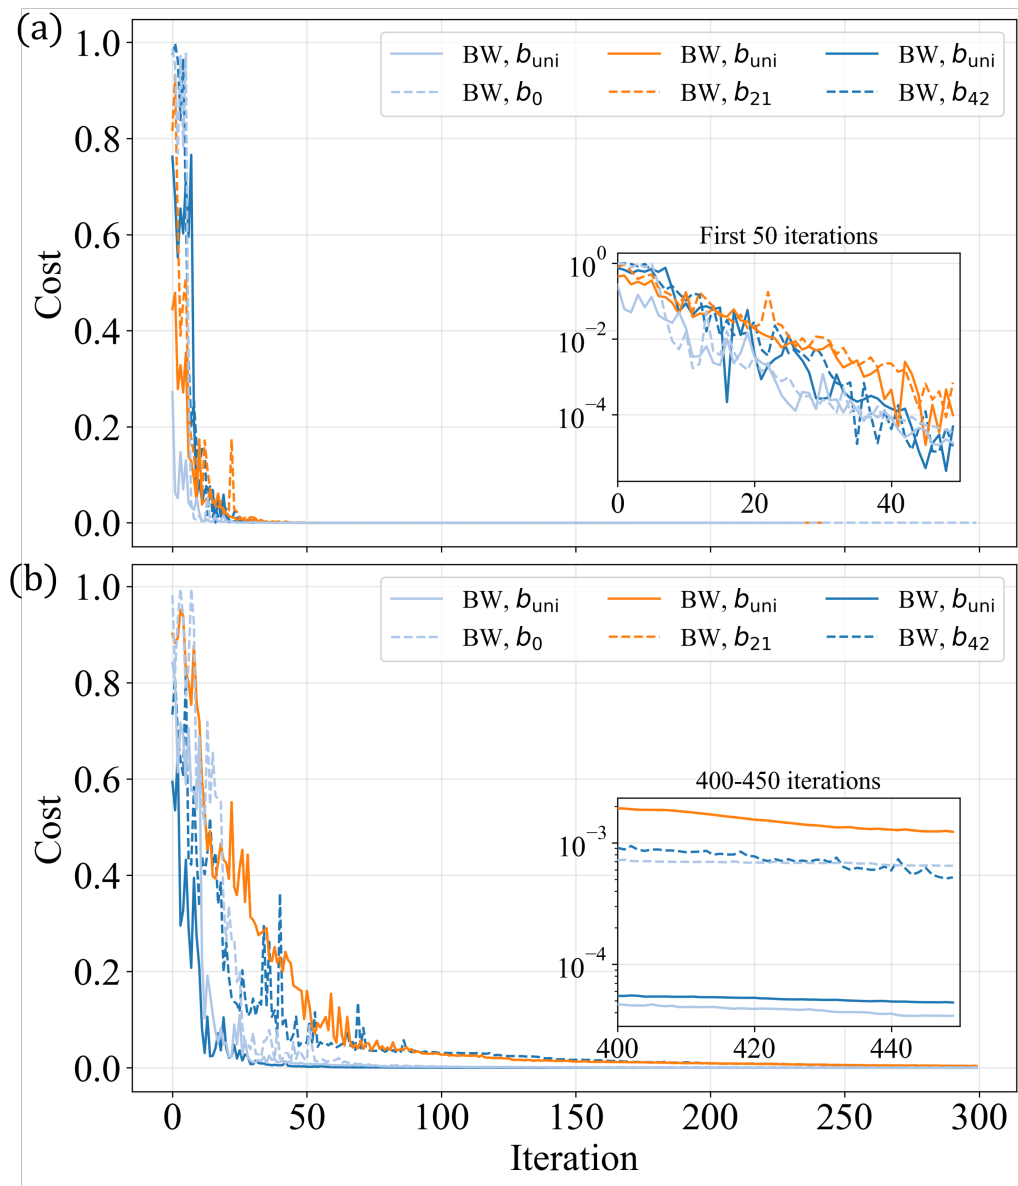 (a)
1.0
0.8
0.6
0.4
0.2
0.0
Cost
BW, b_uni BW, b_uni BW, b_uni
BW, b_0 BW, b_21 BW, b_42
First 50 iterations
10^0
10^−2
10^−4
0 20 40
(b)
1.0
0.8
0.6
0.4
0.2
0.0
Cost
BW, b_uni BW, b_uni BW, b_uni
BW, b_0 BW, b_21 BW, b_42
400-450 iterations
10^−3
10^−4
400 420 440
0 50 100 150 200 250 300
Iteration